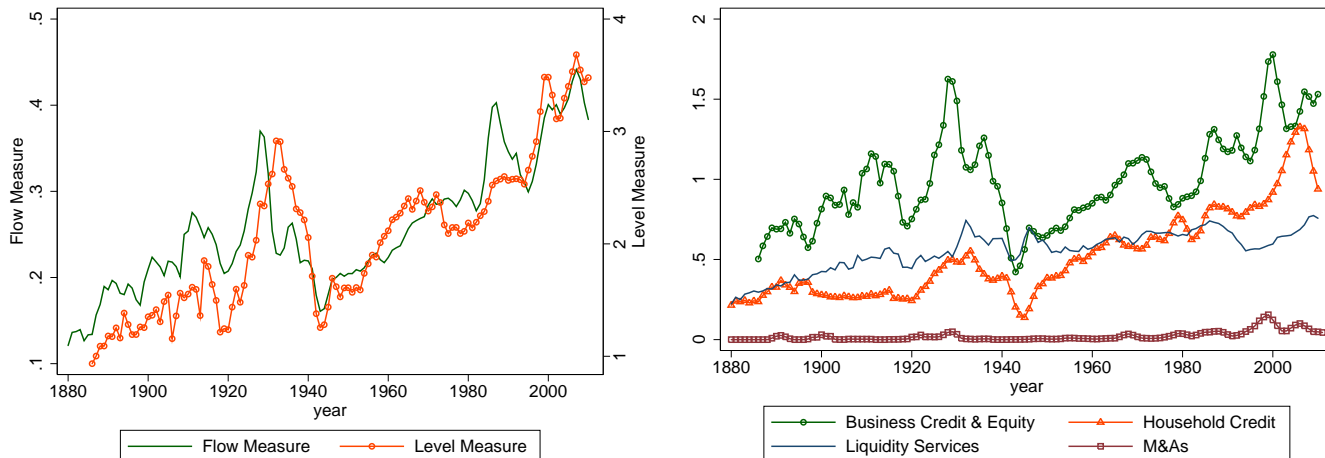 .5
.4
.3
.2
.1
Flow Measure
4
3
2
1
Level Measure
1880 1900 1920 1940 1960 1980 2000
year
Flow Measure Level Measure
2
1.5
1
.5
0
1880 1900 1920 1940 1960 1980 2000
year
Business Credit & Equity Household Credit
Liquidity Services M&As